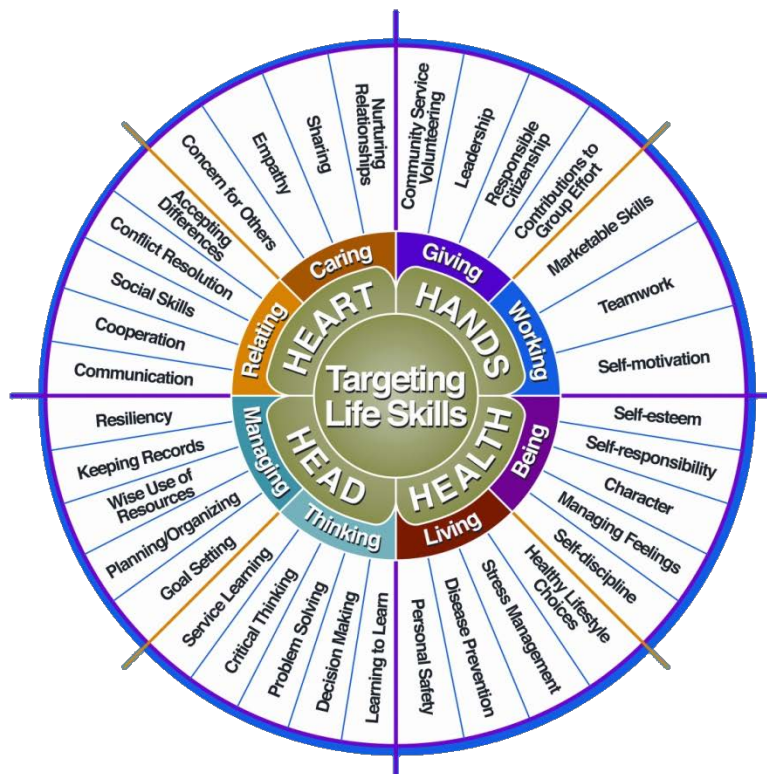 Targeting
Life Skills
HEART
HANDS
HEALTH
HEAD
Caring
Giving
Working
Being
Living
Thinking
Managing
Relating
Community Service
Volunteering
Leadership
Responsible
Citizenship
Contributions to
Group Effort
Marketable Skills
Teamwork
Self-motivation
Self-esteem
Self-responsibility
Character
Managing Feelings
Self-discipline
Healthy Lifestyle
Choices
Stress Management
Disease Prevention
Personal Safety
Learning to Learn
Decision Making
Problem Solving
Critical Thinking
Service Learning
Goal Setting
Planning/Organizing
Wise Use of
Resources
Keeping Records
Resiliency
Communication
Cooperation
Social Skills
Conflict Resolution
Accepting
Differences
Concern for Others
Empathy
Sharing
Nurturing
Relationships